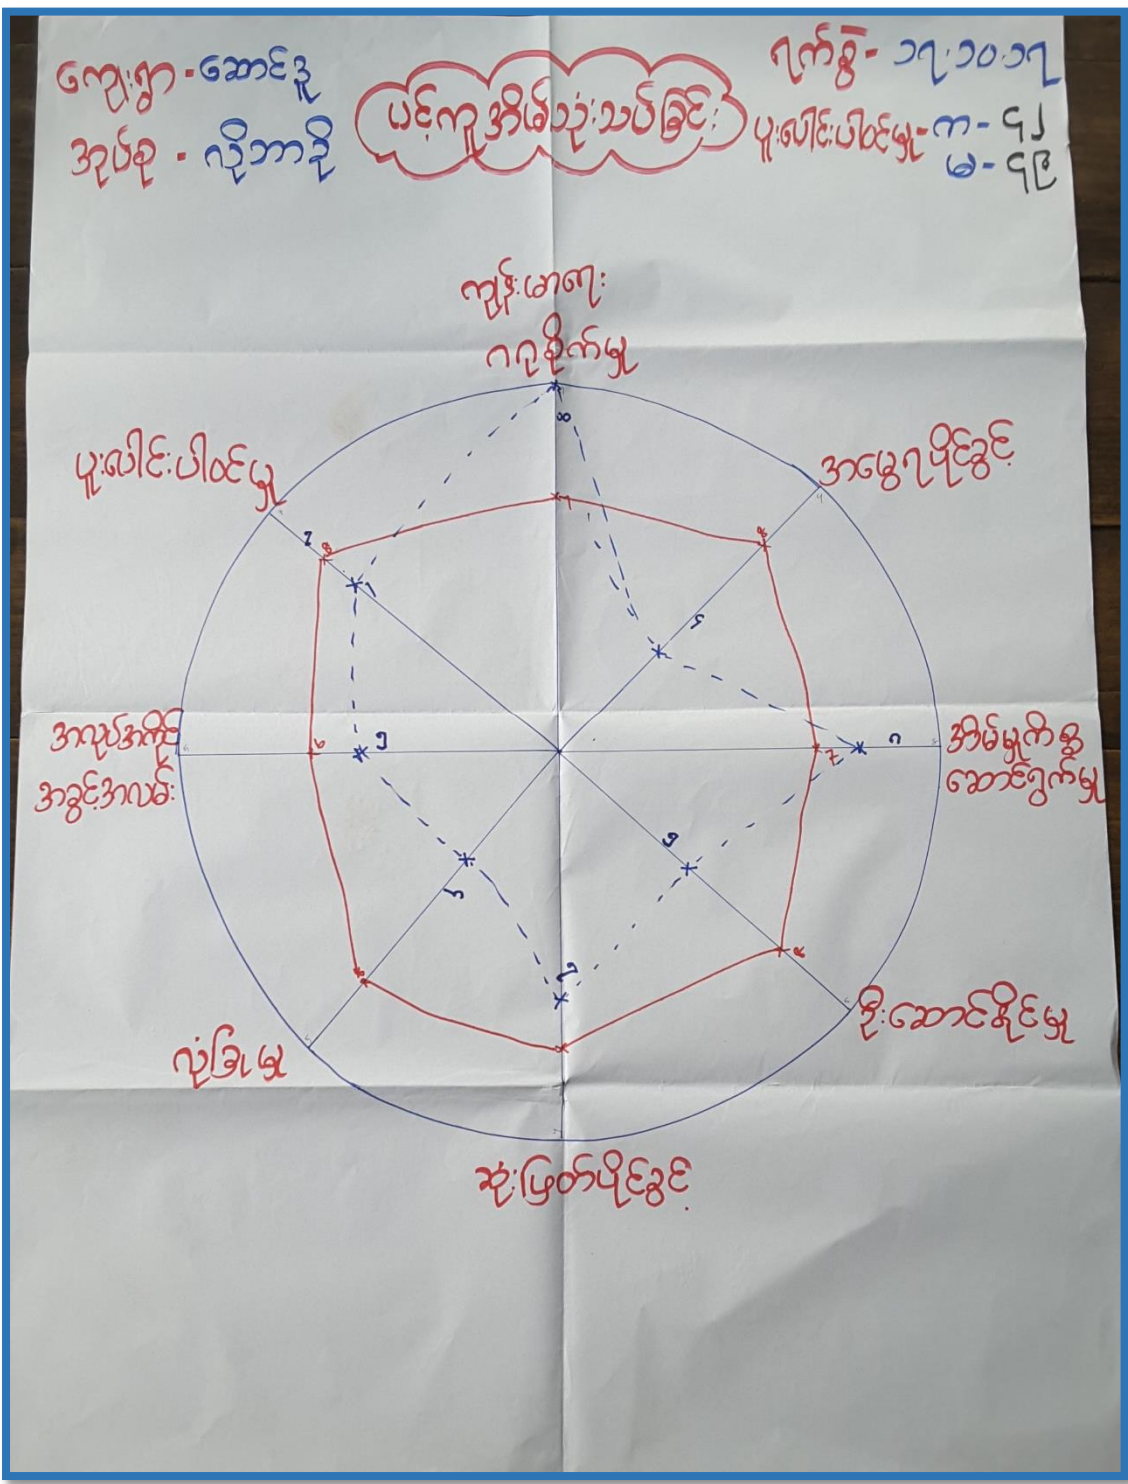 ကျေးရွာ - ဆောင်ဒူ
အုပ်စု - လိုဘာခို
ပင့်ကူအိမ်သုံးသပ်ခြင်း
ရက်စွဲ - ၁၇.၁၀.၁၇
ပူးပေါင်းပါဝင်မှု - က - ၄၂
မ - ၄၉
ကျန်းမာရေး
ဂရုစိုက်မှု
ပူးပေါင်းပါဝင်မှု
အမွေရပိုင်ခွင့်
အလုပ်အကိုင်
အခွင့်အလမ်း
အိမ်မှုကိစ္စ
ဆောင်ရွက်မှု
လုံခြုံမှု
ဦးဆောင်နိုင်မှု
ဆုံးဖြတ်ပိုင်ခွင့်